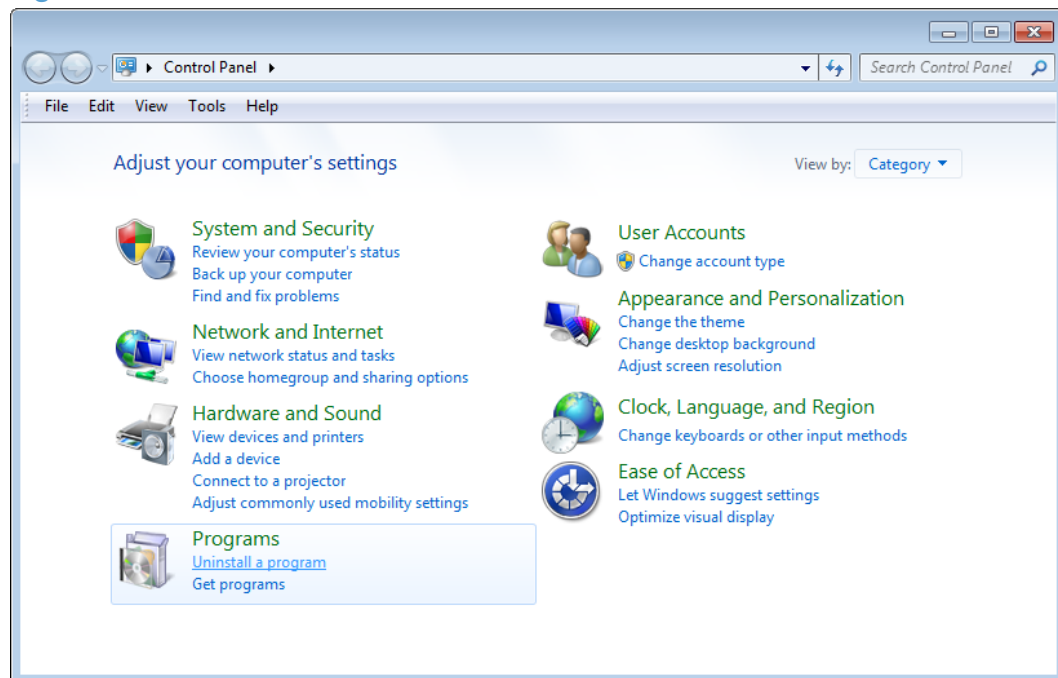 Control Panel
Search Control Panel
File Edit View Tools Help
Adjust your computer's settings
View by: Category
System and Security
Review your computer's status
Back up your computer
Find and fix problems
Network and Internet
View network status and tasks
Choose homegroup and sharing options
Hardware and Sound
View devices and printers
Add a device
Connect to a projector
Adjust commonly used mobility settings
Programs
Uninstall a program
Get programs
User Accounts
Change account type
Appearance and Personalization
Change the theme
Change desktop background
Adjust screen resolution
Clock, Language, and Region
Change keyboards or other input methods
Ease of Access
Let Windows suggest settings
Optimize visual display